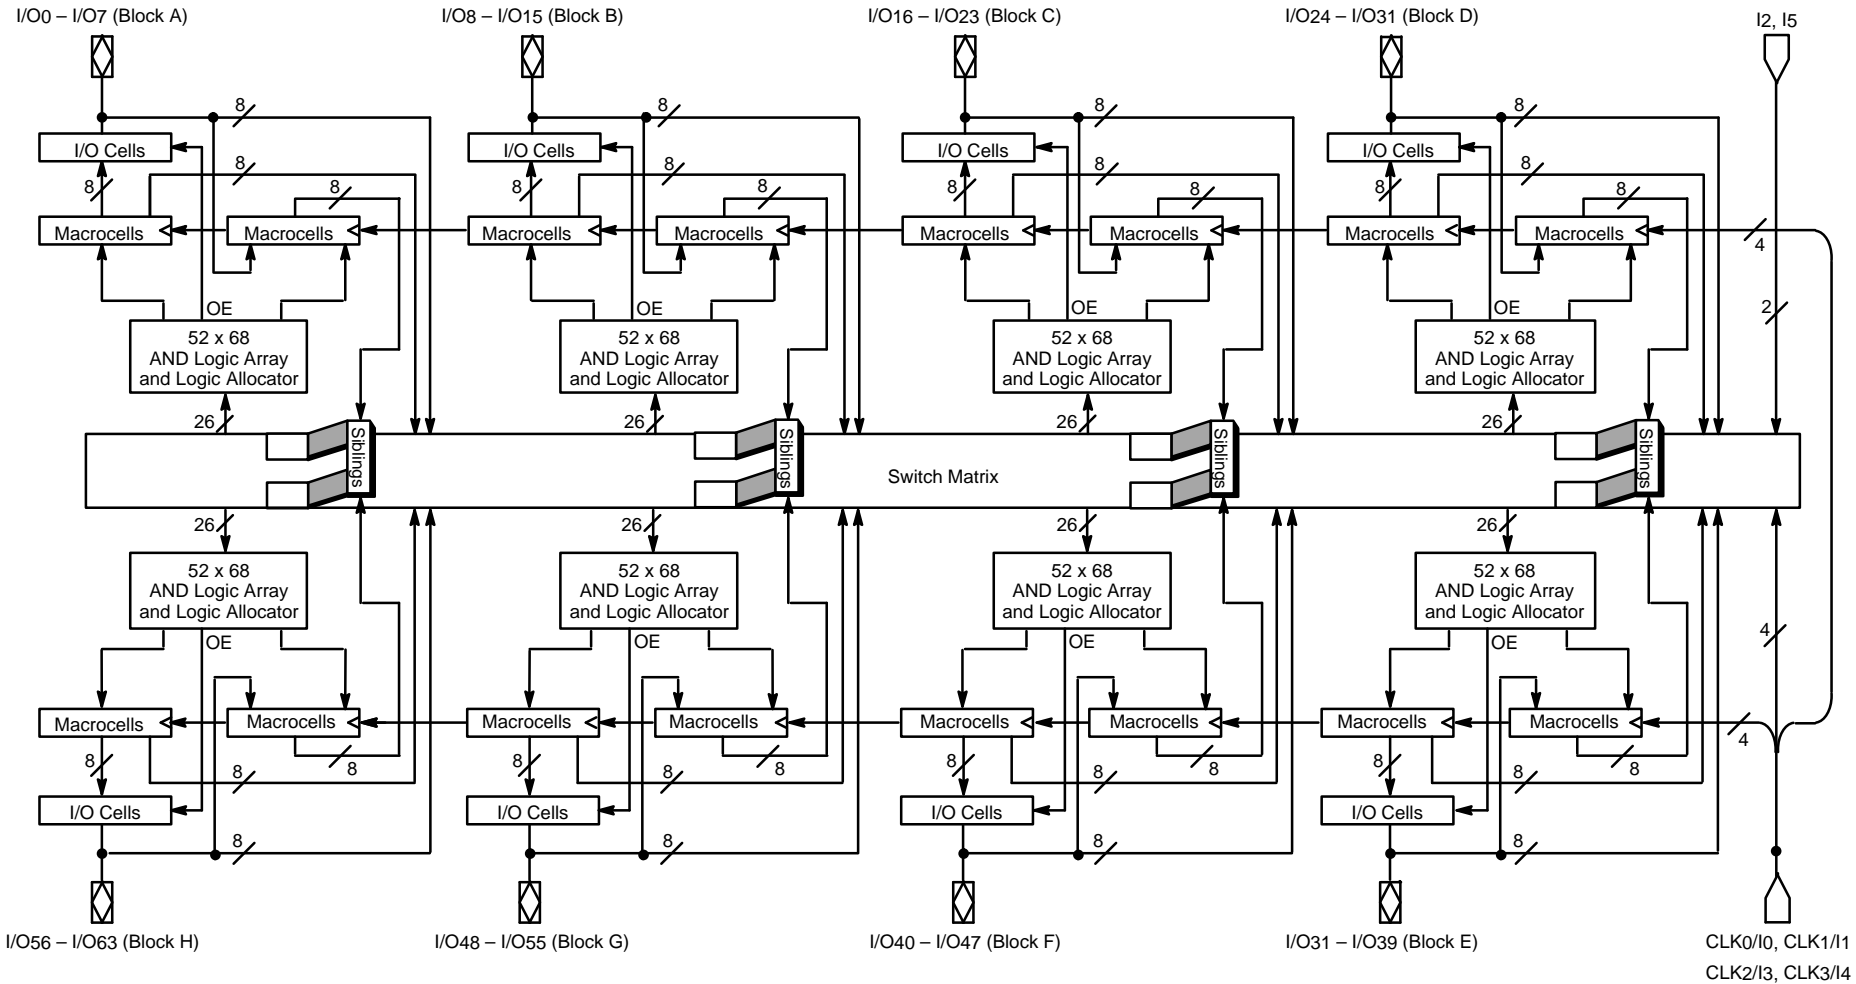 I/O0 – I/O7 (Block A)
I/O8 – I/O15 (Block B)
I/O16 – I/O23 (Block C)
I/O24 – I/O31 (Block D)
I2, I5
8
8
8
8
I/O Cells
I/O Cells
I/O Cells
I/O Cells
8
8
8
8
8
8
8
8
8
8
8
8
Macrocells
Macrocells
Macrocells
Macrocells
Macrocells
Macrocells
Macrocells
Macrocells
4
OE
OE
OE
OE
2
52 x 68
AND Logic Array
and Logic Allocator
52 x 68
AND Logic Array
and Logic Allocator
52 x 68
AND Logic Array
and Logic Allocator
52 x 68
AND Logic Array
and Logic Allocator
26
26
26
26
Siblings
Siblings
Siblings
Siblings
Switch Matrix
26
26
26
26
52 x 68
AND Logic Array
and Logic Allocator
52 x 68
AND Logic Array
and Logic Allocator
52 x 68
AND Logic Array
and Logic Allocator
52 x 68
AND Logic Array
and Logic Allocator
OE
OE
OE
OE
4
Macrocells
Macrocells
Macrocells
Macrocells
Macrocells
Macrocells
Macrocells
Macrocells
4
8
8
8
8
8
8
8
8
8
8
8
8
I/O Cells
I/O Cells
I/O Cells
I/O Cells
8
8
8
8
I/O56 – I/O63 (Block H)
I/O48 – I/O55 (Block G)
I/O40 – I/O47 (Block F)
I/O31 – I/O39 (Block E)
CLK0/I0, CLK1/I1
CLK2/I3, CLK3/I4